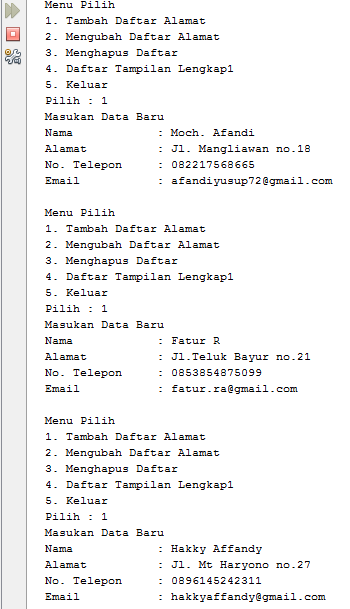 Menu Pilih
1. Tambah Daftar Alamat
2. Mengubah Daftar Alamat
3. Menghapus Daftar
4. Daftar Tampilan Lengkap1
5. Keluar
Pilih : 1
Masukan Data Baru
Nama : Moch. Afandi
Alamat : Jl. Mangliawan no.18
No. Telepon : 082217568665
Email : afandiyusup72@gmail.com
Menu Pilih
1. Tambah Daftar Alamat
2. Mengubah Daftar Alamat
3. Menghapus Daftar
4. Daftar Tampilan Lengkap1
5. Keluar
Pilih : 1
Masukan Data Baru
Nama : Fatur R
Alamat : Jl.Teluk Bayur no.21
No. Telepon : 0853854875099
Email : fatur.ra@gmail.com
Menu Pilih
1. Tambah Daftar Alamat
2. Mengubah Daftar Alamat
3. Menghapus Daftar
4. Daftar Tampilan Lengkap1
5. Keluar
Pilih : 1
Masukan Data Baru
Nama : Hakky Affandy
Alamat : Jl. Mt Haryono no.27
No. Telepon : 0896145242311
Email : hakkyaffandy@gmail.com